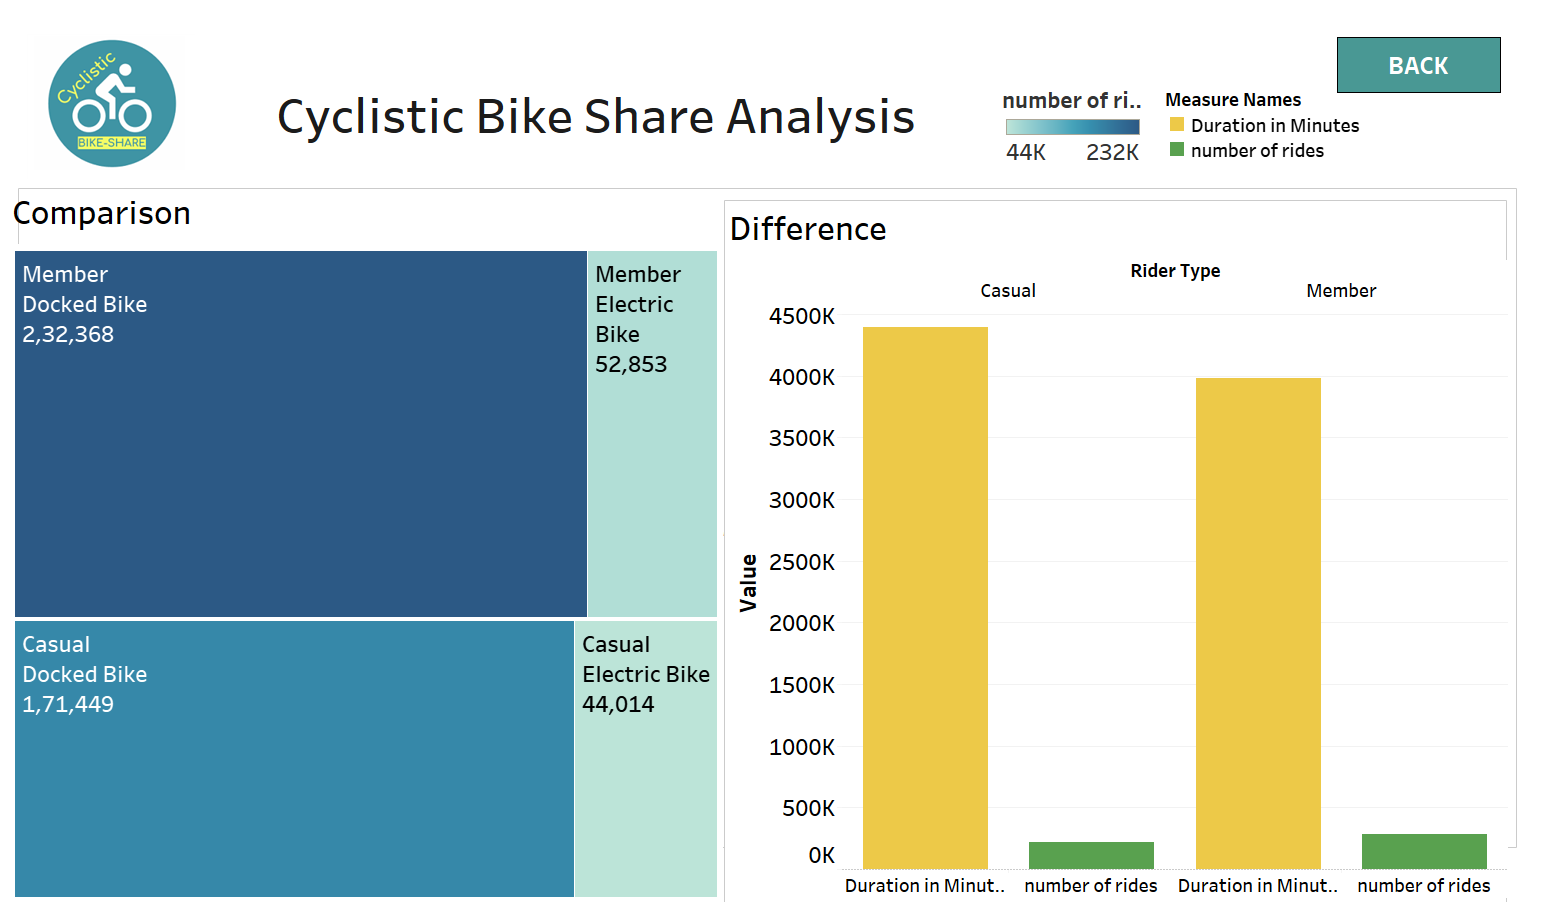 Cyclistic
BIKE-SHARE
Cyclistic Bike Share Analysis
BACK
number of ri..
44K 232K
Measure Names
Duration in Minutes
number of rides
Comparison
Member
Docked Bike
2,32,368
Member
Electric
Bike
52,853
Casual
Docked Bike
1,71,449
Casual
Electric Bike
44,014
Difference
Rider Type
Casual Member
Value
4500K
4000K
3500K
3000K
2500K
2000K
1500K
1000K
500K
0K
Duration in Minut.. number of rides Duration in Minut.. number of rides